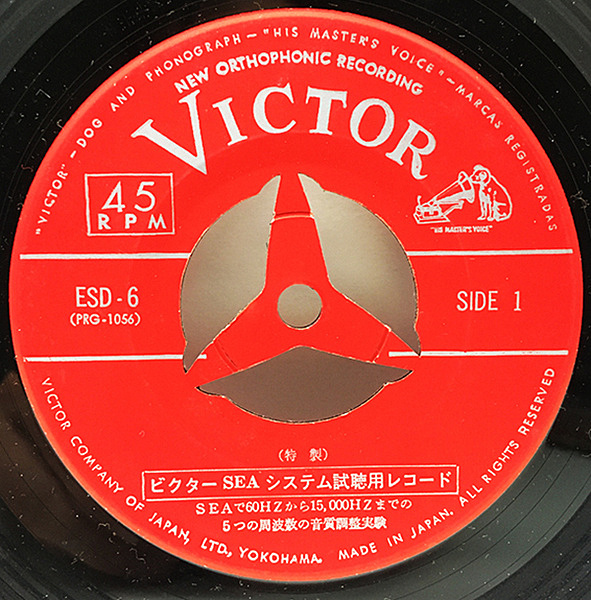 "VICTOR" — DOG AND PHONOGRAPH — "HIS MASTER'S VOICE" — MARCAS REGISTRADAS
NEW ORTHOPHONIC RECORDING
VICTOR
45
RPM
"HIS MASTER'S VOICE"
ESD-6
(PRG-1056)
SIDE 1
(特製)
ビクター SEA システム試聴用レコード
SEAで60HZから15,000HZまでの
5つの周波数の音質調整実験
VICTOR COMPANY OF JAPAN, LTD., YOKOHAMA. MADE IN JAPAN. ALL RIGHTS RESERVED